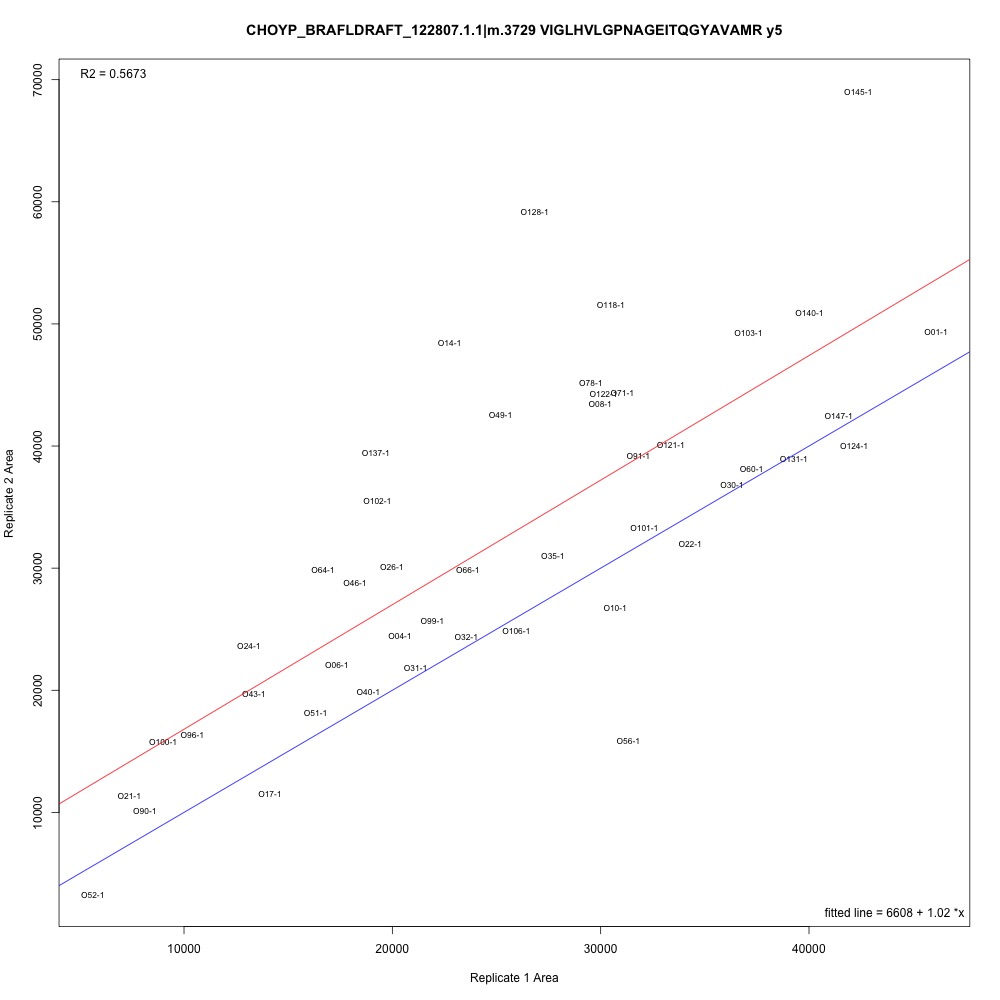 CHOYP_BRAFLDRAFT_122807.1.1|m.3729 VIGLHVLGPNAGEITQGYAVAMR y5
R2 = 0.5673
70000
O145-1
60000
O128-1
O118-1
O140-1
50000
O103-1
O01-1
O14-1
O78-1
O122-1
O71-1
O08-1
O49-1
O147-1
40000
O121-1
O124-1
O137-1
O91-1
O131-1
O60-1
O30-1
Replicate 2 Area
O102-1
O101-1
O22-1
O35-1
30000
O64-1
O26-1
O66-1
O46-1
O10-1
O99-1
O106-1
O04-1
O32-1
O24-1
O06-1
O31-1
20000
O43-1
O40-1
O51-1
O96-1
O100-1
O56-1
O21-1
O17-1
10000
O90-1
O52-1
fitted line = 6608 + 1.02 *x
10000 20000 30000 40000
Replicate 1 Area